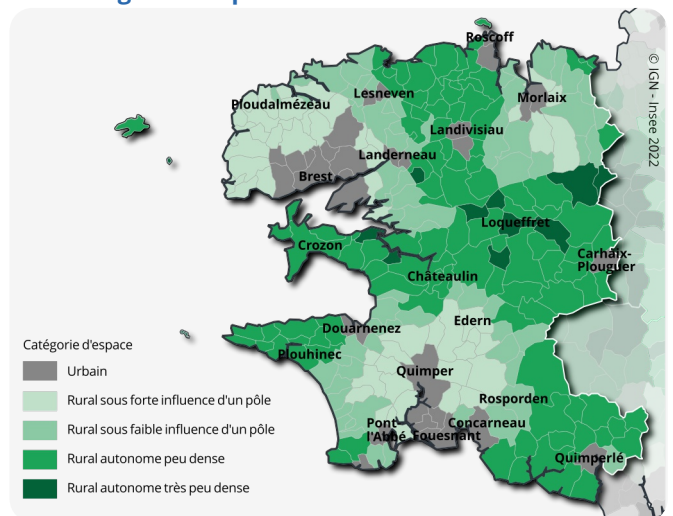 Roscoff
© IGN - Insee 2022
Lesneven
Morlaix
Ploudalmézeau
Landivisiau
Landerneau
Brest
Loqueffret
Crozon
Carhaix-
Plouguer
Châteaulin
Edern
Douarnenez
Plouhinec
Quimper
Rosporden
Pont
l'Abbé
Concarneau
Fouesnant
Quimperlé
Catégorie d'espace
Urbain
Rural sous forte influence d'un pôle
Rural sous faible influence d'un pôle
Rural autonome peu dense
Rural autonome très peu dense